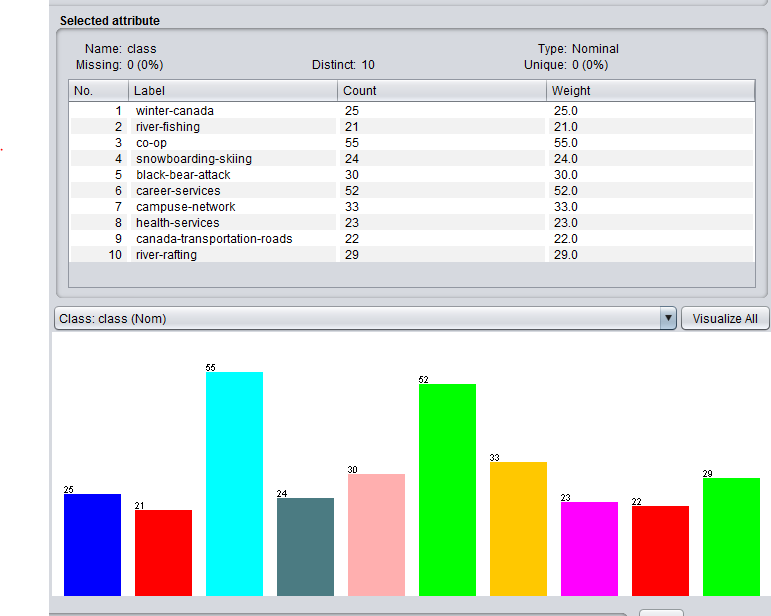 Selected attribute
Name: class Type: Nominal
Missing: 0 (0%) Distinct: 10 Unique: 0 (0%)
No. Label Count Weight
1 winter-canada 25 25.0
2 river-fishing 21 21.0
3 co-op 55 55.0
4 snowboarding-skiing 24 24.0
5 black-bear-attack 30 30.0
6 career-services 52 52.0
7 campuse-network 33 33.0
8 health-services 23 23.0
9 canada-transportation-roads 22 22.0
10 river-rafting 29 29.0
Class: class (Nom) Visualize All
25 21 55 24 30 52 33 23 22 29